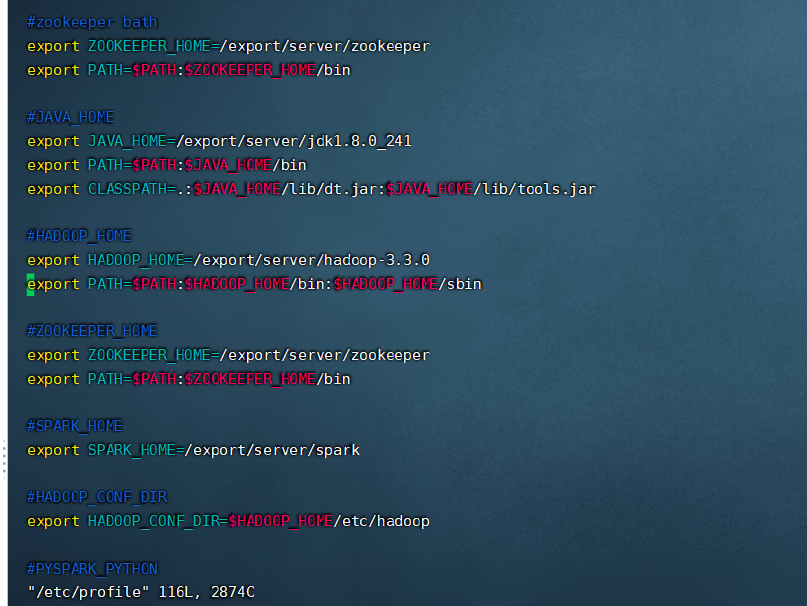 #zookeeper bath
export ZOOKEEPER_HOME=/export/server/zookeeper
export PATH=$PATH:$ZOOKEEPER_HOME/bin
#JAVA_HOME
export JAVA_HOME=/export/server/jdk1.8.0_241
export PATH=$PATH:$JAVA_HOME/bin
export CLASSPATH=.:$JAVA_HOME/lib/dt.jar:$JAVA_HOME/lib/tools.jar
#HADOOP_HOME
export HADOOP_HOME=/export/server/hadoop-3.3.0
export PATH=$PATH:$HADOOP_HOME/bin:$HADOOP_HOME/sbin
#ZOOKEEPER_HOME
export ZOOKEEPER_HOME=/export/server/zookeeper
export PATH=$PATH:$ZOOKEEPER_HOME/bin
#SPARK_HOME
export SPARK_HOME=/export/server/spark
#HADOOP_CONF_DIR
export HADOOP_CONF_DIR=$HADOOP_HOME/etc/hadoop
#PYSPARK_PYTHON
"/etc/profile" 116L, 2874C